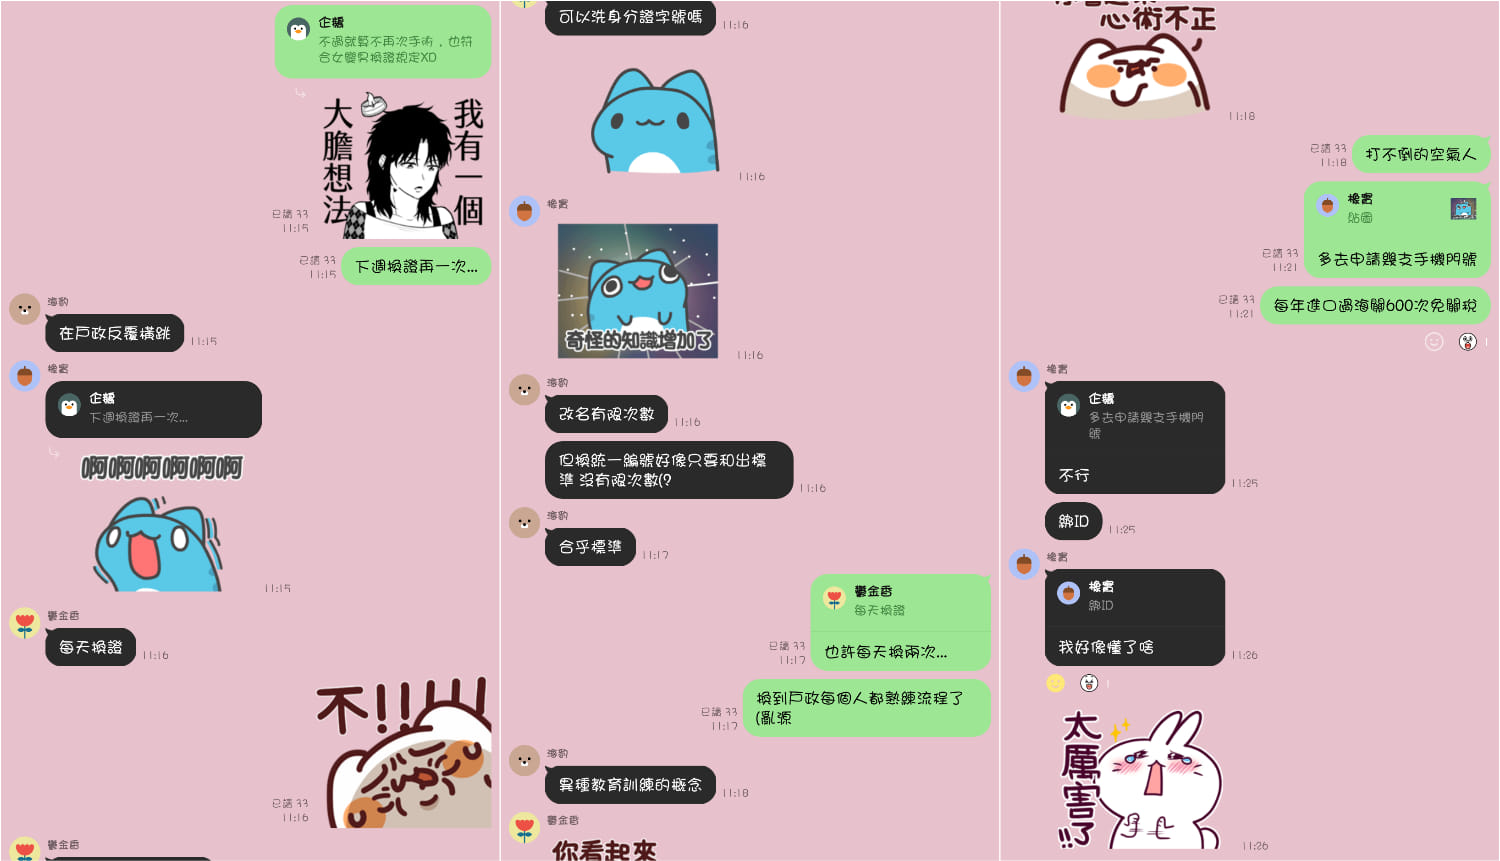 企鵝
不過就算不再次手術，也符
合女變男換證規定XD
我有一個
大膽想法
已讀 33
11:15
已讀 33
11:15
下週換證再一次...
海豹
在戶政反覆橫跳
11:15
橡實
企鵝
下週換證再一次...
啊啊啊啊啊啊
11:15
鬱金香
每天換證
11:16
不!!!!!
已讀 33
11:16
鬱金香
可以洗身分證字號嗎
11:16
11:16
橡實
奇怪的知識增加了
11:16
海豹
改名有限次數
11:16
但換統一編號好像只要和出標
準 沒有限次數(?
11:16
海豹
合乎標準
11:17
鬱金香
每天換證
也許每天換兩次...
已讀 33
11:17
換到戶政每個人都熟練流程了
(亂源
已讀 33
11:17
海豹
異種教育訓練的概念
11:18
鬱金香
你看起來
心術不正
11:18
已讀 33
11:18
打不倒的空氣人
橡實
貼圖
多去申請幾支手機門號
已讀 33
11:21
每年進口過海關600次免關稅
已讀 33
11:21
1
橡實
企鵝
多去申請幾支手機門
號
不行
11:25
綁ID
11:25
橡實
橡實
綁ID
我好像懂了啥
11:26
1
太厲害了!!
11:26